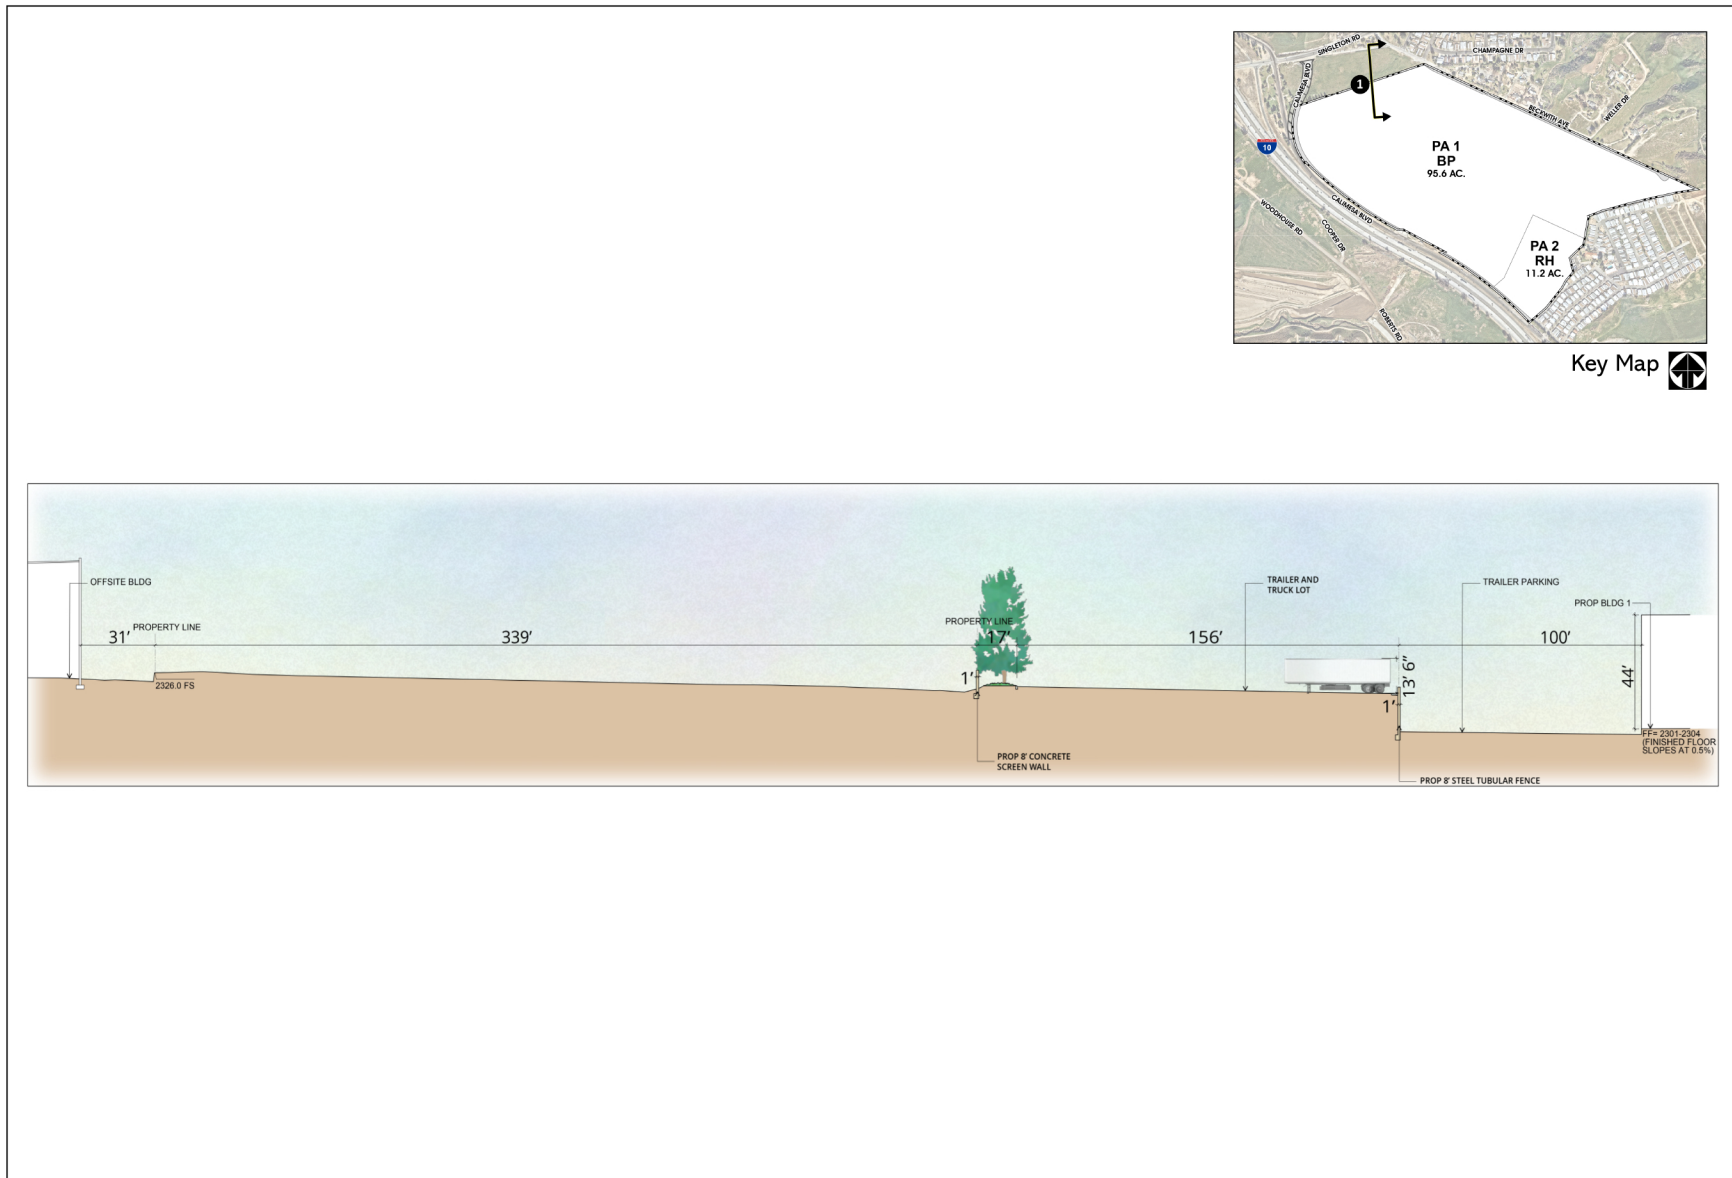 SINGLETON RD
CHAMPAGNE DR
CALIMESA BLVD
1
BECKWITH AVE
WELLER DR
10
PA 1
BP
95.6 AC.
WOODHOUSE RD
COOPER DR
CALIMESA BLVD
PA 2
RH
11.2 AC.
ROBERTS RD
Key Map
OFFSITE BLDG
TRAILER AND
TRUCK LOT
TRAILER PARKING
PROP BLDG 1
31'
PROPERTY LINE
339'
PROPERTY LINE
17'
156'
100'
1'
13' 6"
44'
2326.0 FS
1'
FF= 2301-2304
(FINISHED FLOOR
SLOPES AT 0.5%)
PROP 8' CONCRETE
SCREEN WALL
PROP 8' STEEL TUBULAR FENCE